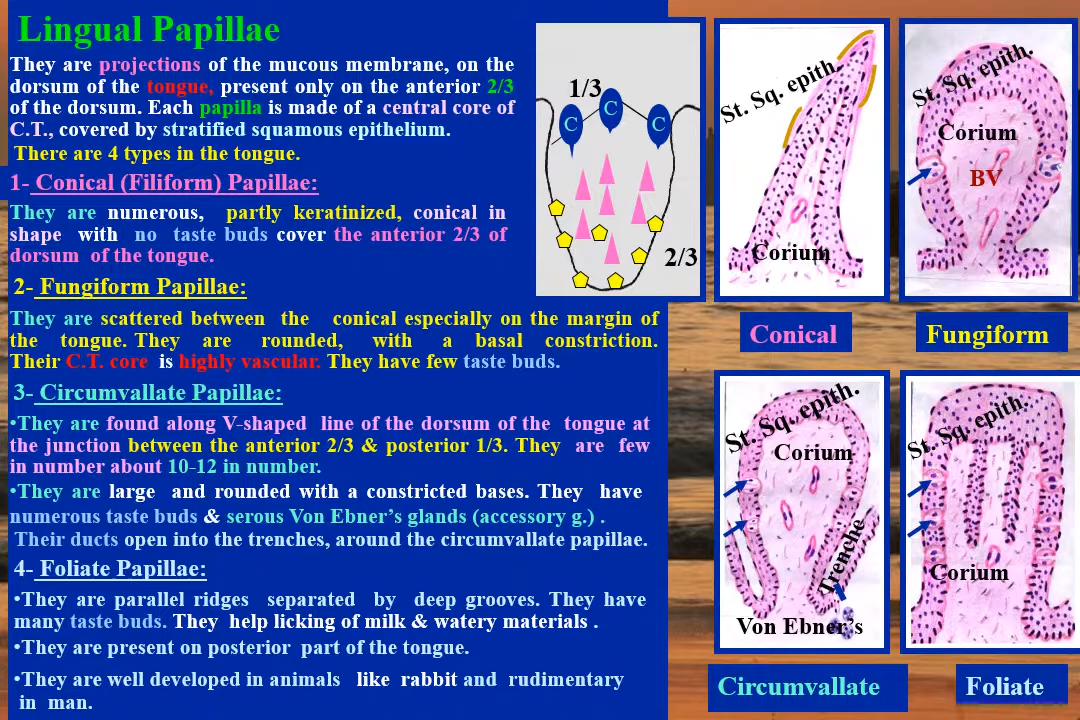 Lingual Papillae
They are projections of the mucous membrane, on the
dorsum of the tongue, present only on the anterior 2/3
of the dorsum. Each papilla is made of a central core of
C.T., covered by stratified squamous epithelium.
There are 4 types in the tongue.
1- Conical (Filiform) Papillae:
They are numerous, partly keratinized, conical in
shape with no taste buds cover the anterior 2/3 of
dorsum of the tongue.
2- Fungiform Papillae:
They are scattered between the conical especially on the margin of
the tongue. They are rounded, with a basal constriction.
Their C.T. core is highly vascular. They have few taste buds.
3- Circumvallate Papillae:
•They are found along V-shaped line of the dorsum of the tongue at
the junction between the anterior 2/3 & posterior 1/3. They are few
in number about 10-12 in number.
•They are large and rounded with a constricted bases. They have
numerous taste buds & serous Von Ebner’s glands (accessory g.) .
Their ducts open into the trenches, around the circumvallate papillae.
4- Foliate Papillae:
•They are parallel ridges separated by deep grooves. They have
many taste buds. They help licking of milk & watery materials .
•They are present on posterior part of the tongue.
•They are well developed in animals like rabbit and rudimentary
in man.
1/3
C
C
C
2/3
St. Sq. epith.
Corium
Conical
St. Sq. epith.
Corium
BV
Fungiform
St. Sq. epith.
Corium
Trenche
Von Ebner’s
Circumvallate
St. Sq. epith.
Corium
Foliate